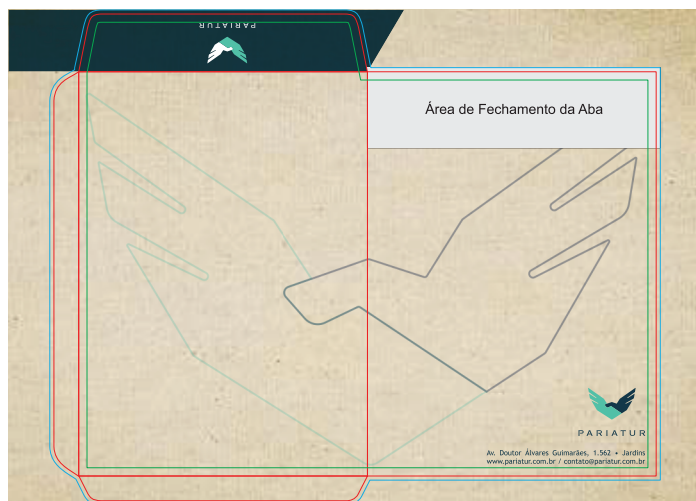 PARIATUR
Área de Fechamento da Aba
PARIATUR
Av. Doutor Álvares Guimarães, 1.562 • Jardins
www.pariatur.com.br / contato@pariatur.com.br